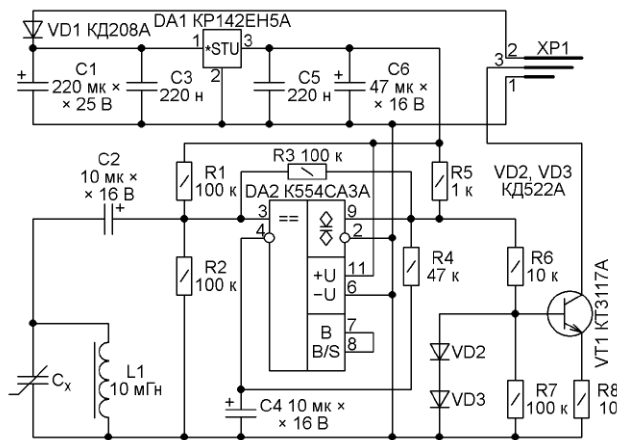 VD1 КД208А
DA1 КР142ЕН5А
1
*STU
3
2
+
C1
220 мк ×
× 25 В
C3
220 н
C5
220 н
+
C6
47 мк ×
× 16 В
XP1
2
3
1
C2
10 мк ×
× 16 В
+
R1
100 к
R3 100 к
R5
1 к
VD2, VD3
КД522А
DA2 К554СА3А
3
4
==
9
2
+U
11
−U
6
B
7
B/S
8
R2
100 к
R4
47 к
R6
10 к
VT1 КТ3117А
Cх
L1
10 мГн
+
C4 10 мк ×
× 16 В
VD2
VD3
R7
100 к
R8
10